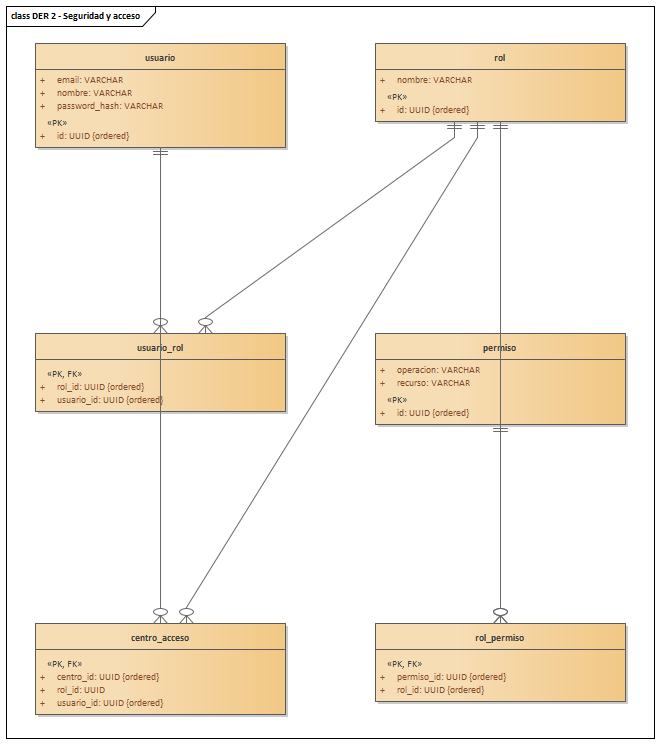 class DER 2 - Seguridad y acceso
usuario
+ email: VARCHAR
+ nombre: VARCHAR
+ password_hash: VARCHAR
«PK»
+ id: UUID {ordered}
rol
+ nombre: VARCHAR
«PK»
+ id: UUID {ordered}
usuario_rol
«PK, FK»
+ rol_id: UUID {ordered}
+ usuario_id: UUID {ordered}
permiso
+ operacion: VARCHAR
+ recurso: VARCHAR
«PK»
+ id: UUID {ordered}
centro_acceso
«PK, FK»
+ centro_id: UUID {ordered}
+ rol_id: UUID
+ usuario_id: UUID {ordered}
rol_permiso
«PK, FK»
+ permiso_id: UUID {ordered}
+ rol_id: UUID {ordered}